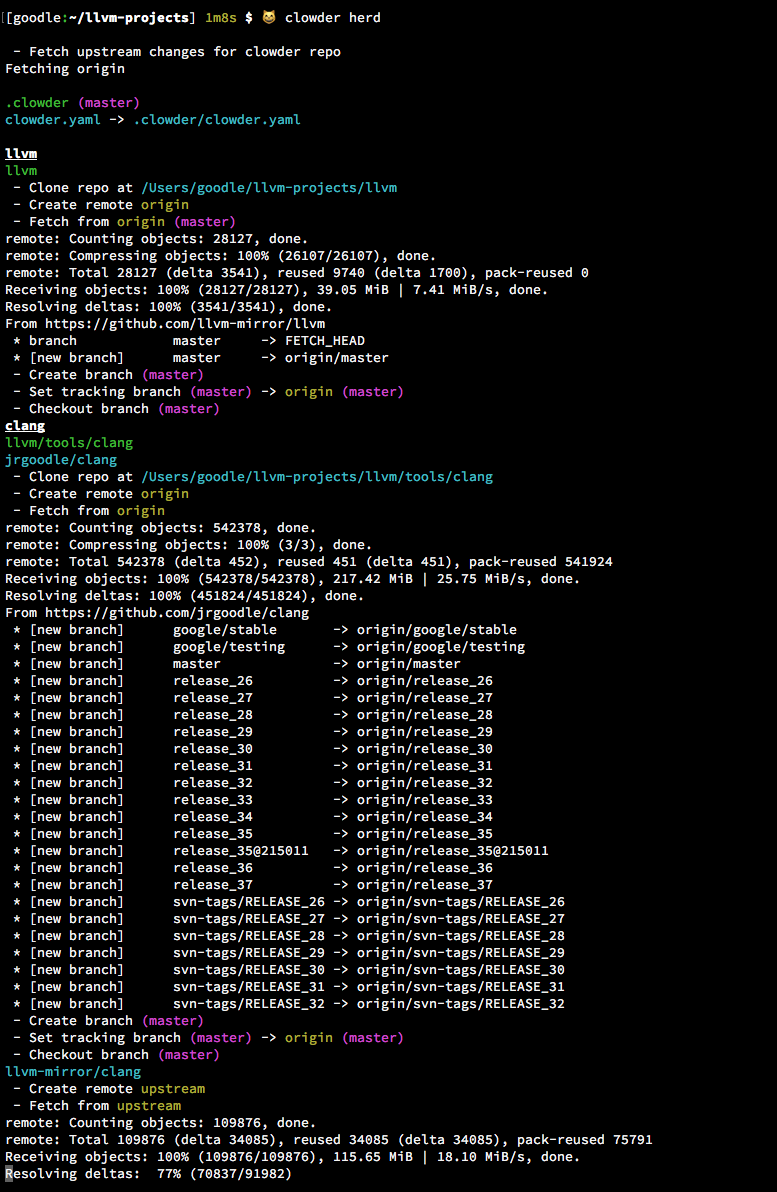 [[goodle:~/llvm-projects] 1m8s $ 😸 clowder herd
- Fetch upstream changes for clowder repo
Fetching origin
.clowder (master)
clowder.yaml -> .clowder/clowder.yaml
llvm
llvm
- Clone repo at /Users/goodle/llvm-projects/llvm
- Create remote origin
- Fetch from origin (master)
remote: Counting objects: 28127, done.
remote: Compressing objects: 100% (26107/26107), done.
remote: Total 28127 (delta 3541), reused 9740 (delta 1700), pack-reused 0
Receiving objects: 100% (28127/28127), 39.05 MiB | 7.41 MiB/s, done.
Resolving deltas: 100% (3541/3541), done.
From https://github.com/llvm-mirror/llvm
* branch            master     -> FETCH_HEAD
* [new branch]      master     -> origin/master
- Create branch (master)
- Set tracking branch (master) -> origin (master)
- Checkout branch (master)
clang
llvm/tools/clang
jrgoodle/clang
- Clone repo at /Users/goodle/llvm-projects/llvm/tools/clang
- Create remote origin
- Fetch from origin
remote: Counting objects: 542378, done.
remote: Compressing objects: 100% (3/3), done.
remote: Total 542378 (delta 452), reused 451 (delta 451), pack-reused 541924
Receiving objects: 100% (542378/542378), 217.42 MiB | 25.75 MiB/s, done.
Resolving deltas: 100% (451824/451824), done.
From https://github.com/jrgoodle/clang
* [new branch]      google/stable       -> origin/google/stable
* [new branch]      google/testing      -> origin/google/testing
* [new branch]      master              -> origin/master
* [new branch]      release_26          -> origin/release_26
* [new branch]      release_27          -> origin/release_27
* [new branch]      release_28          -> origin/release_28
* [new branch]      release_29          -> origin/release_29
* [new branch]      release_30          -> origin/release_30
* [new branch]      release_31          -> origin/release_31
* [new branch]      release_32          -> origin/release_32
* [new branch]      release_33          -> origin/release_33
* [new branch]      release_34          -> origin/release_34
* [new branch]      release_35          -> origin/release_35
* [new branch]      release_35@215011   -> origin/release_35@215011
* [new branch]      release_36          -> origin/release_36
* [new branch]      release_37          -> origin/release_37
* [new branch]      svn-tags/RELEASE_26 -> origin/svn-tags/RELEASE_26
* [new branch]      svn-tags/RELEASE_27 -> origin/svn-tags/RELEASE_27
* [new branch]      svn-tags/RELEASE_28 -> origin/svn-tags/RELEASE_28
* [new branch]      svn-tags/RELEASE_29 -> origin/svn-tags/RELEASE_29
* [new branch]      svn-tags/RELEASE_30 -> origin/svn-tags/RELEASE_30
* [new branch]      svn-tags/RELEASE_31 -> origin/svn-tags/RELEASE_31
* [new branch]      svn-tags/RELEASE_32 -> origin/svn-tags/RELEASE_32
- Create branch (master)
- Set tracking branch (master) -> origin (master)
- Checkout branch (master)
llvm-mirror/clang
- Create remote upstream
- Fetch from upstream
remote: Counting objects: 109876, done.
remote: Total 109876 (delta 34085), reused 34085 (delta 34085), pack-reused 75791
Receiving objects: 100% (109876/109876), 115.65 MiB | 18.10 MiB/s, done.
Resolving deltas:  77% (70837/91982)